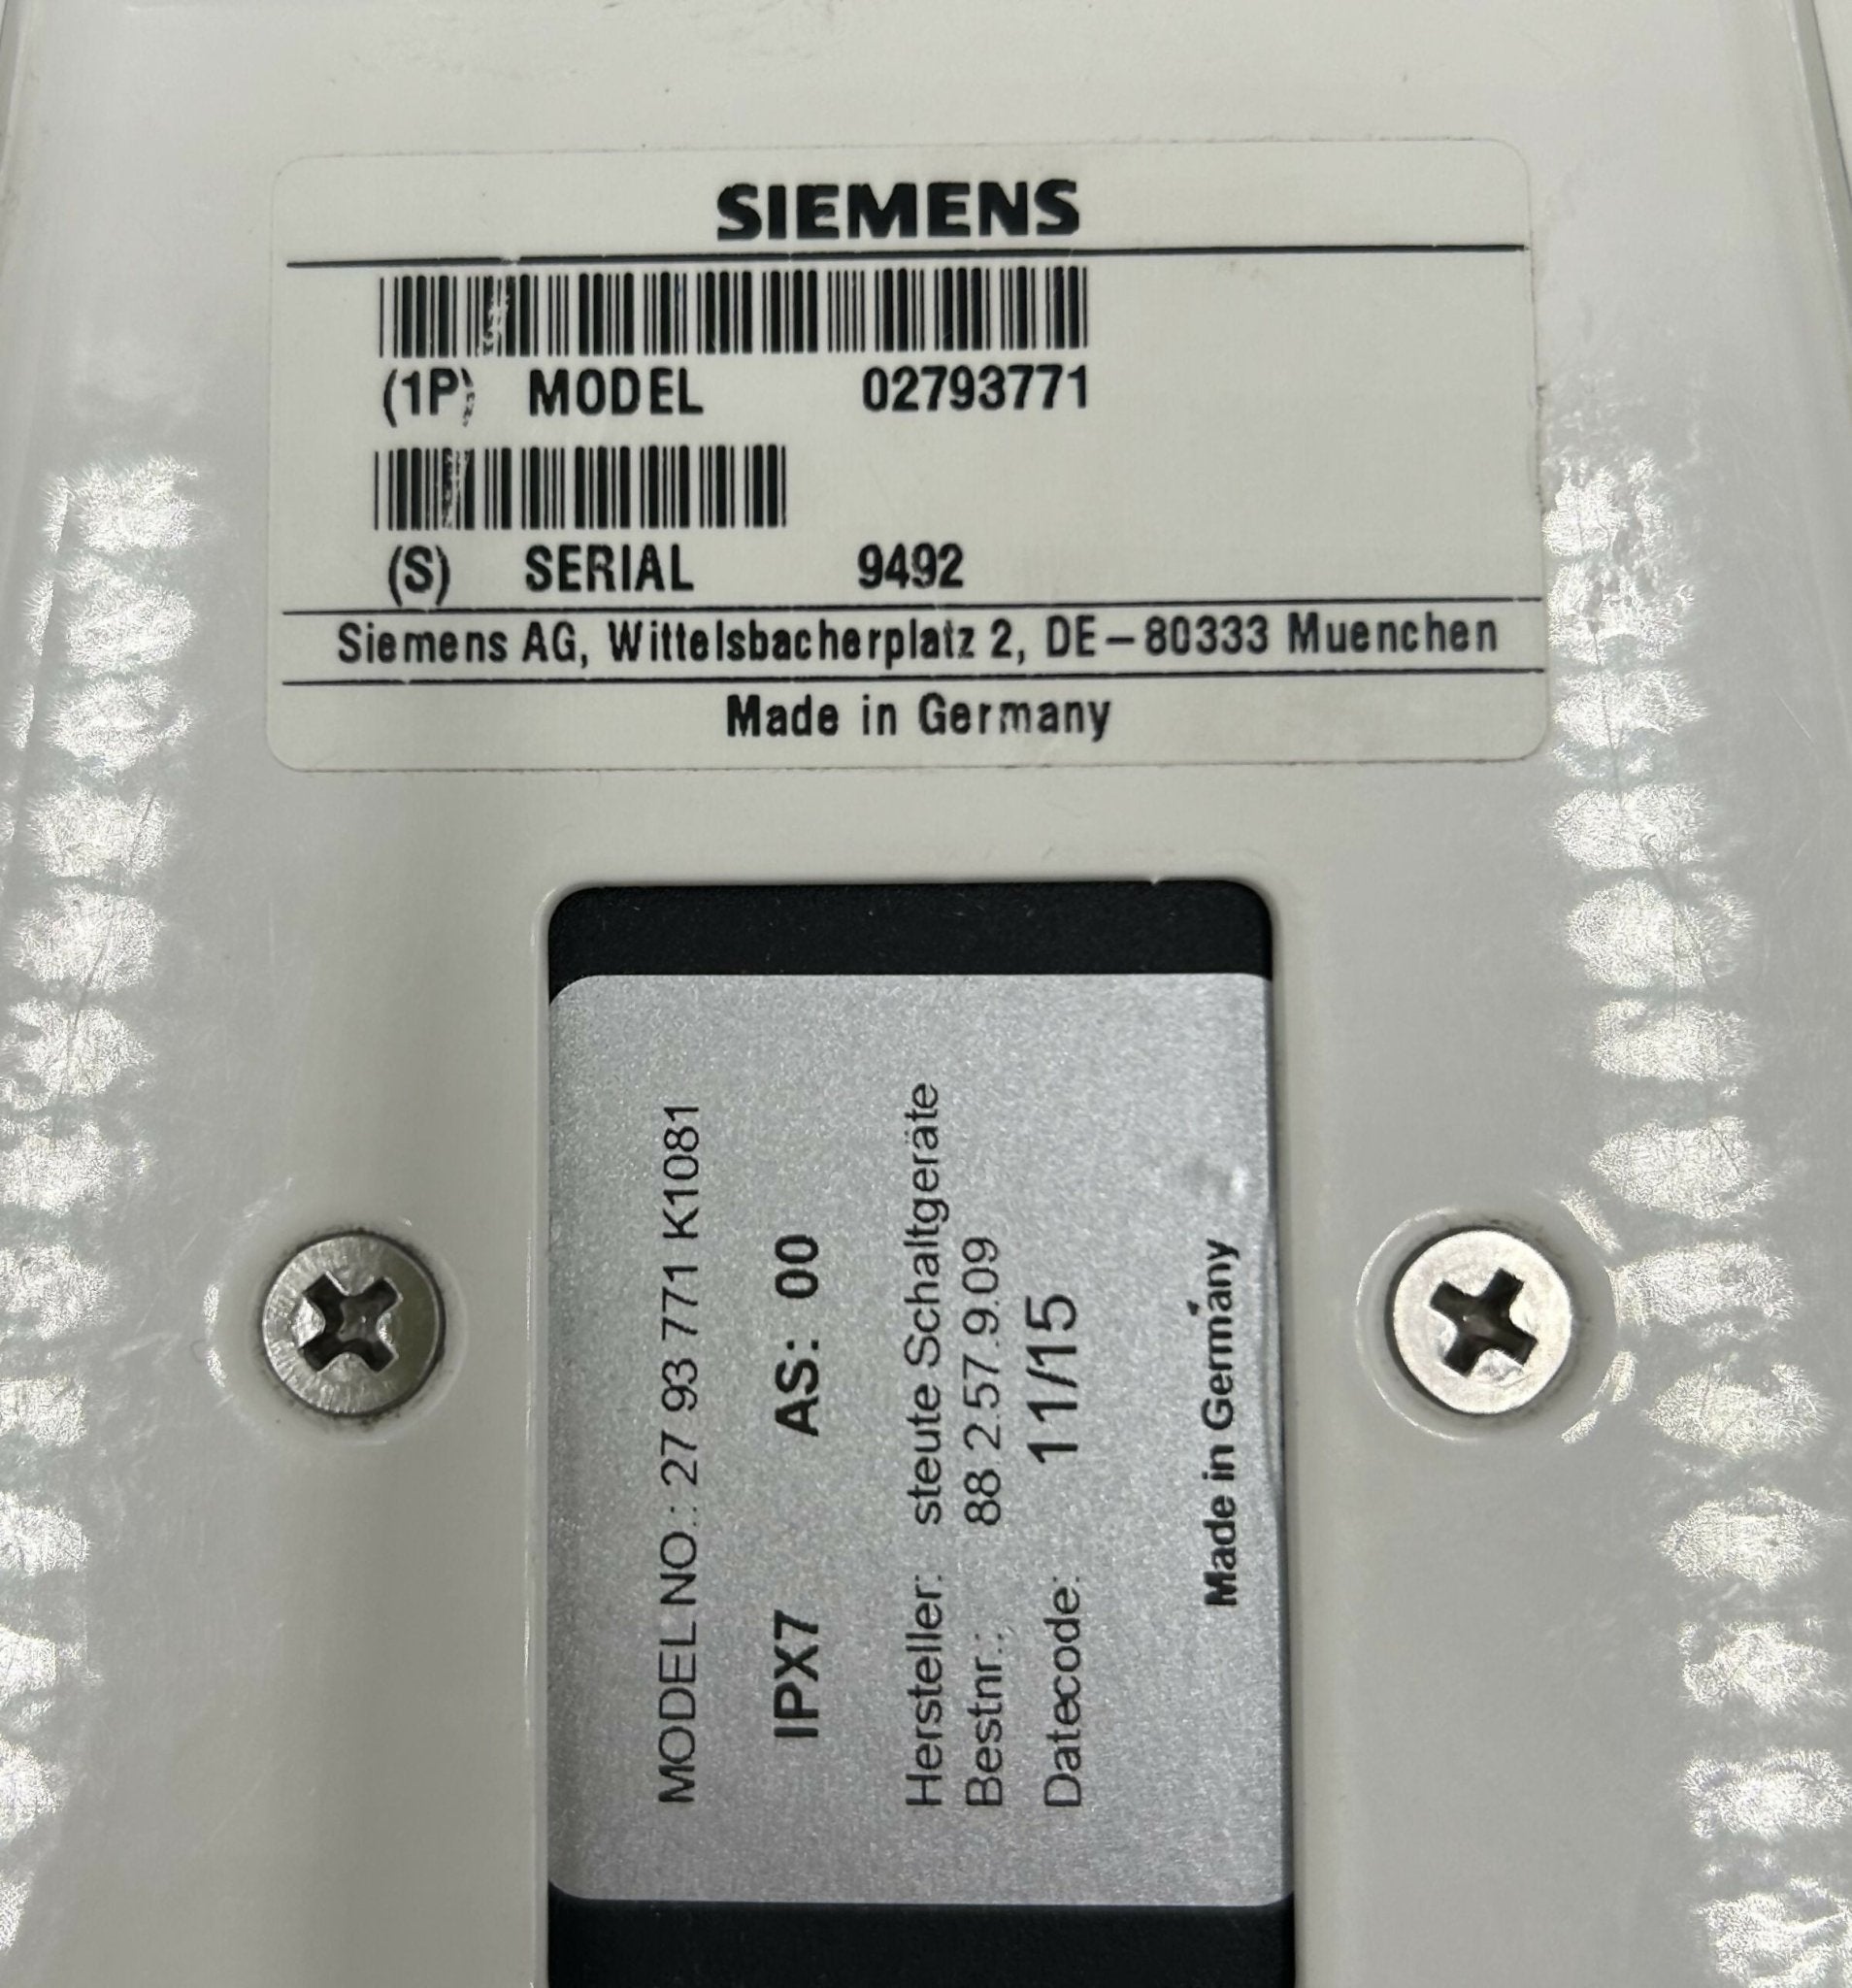 SIEMENS
(1P) MODEL 02793771
(S) SERIAL 9492
Siemens AG, Wittelsbacherplatz 2, DE-80333 Muenchen
Made in Germany
MODEL NO.: 27 93 771 K1081
IPX7 AS: 00
Hersteller: steute Schaltgeräte
Bestnr.: 88.2.57.9.09
Datecode: 11/15
Made in Germany